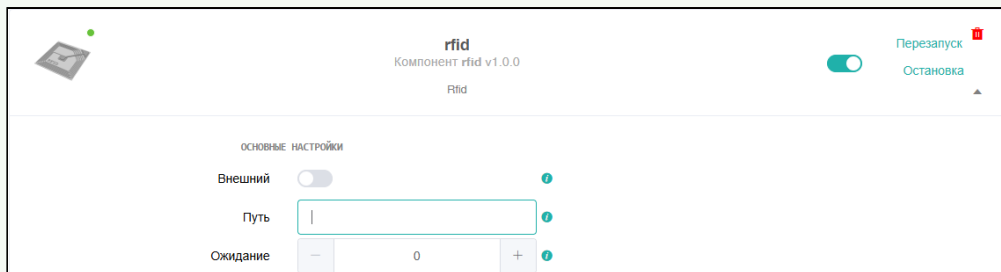 rfid
Компонент rfid v1.0.0
Rfid
Перезапуск
Остановка
ОСНОВНЫЕ НАСТРОЙКИ
Внешний
Путь
Ожидание − 0 +